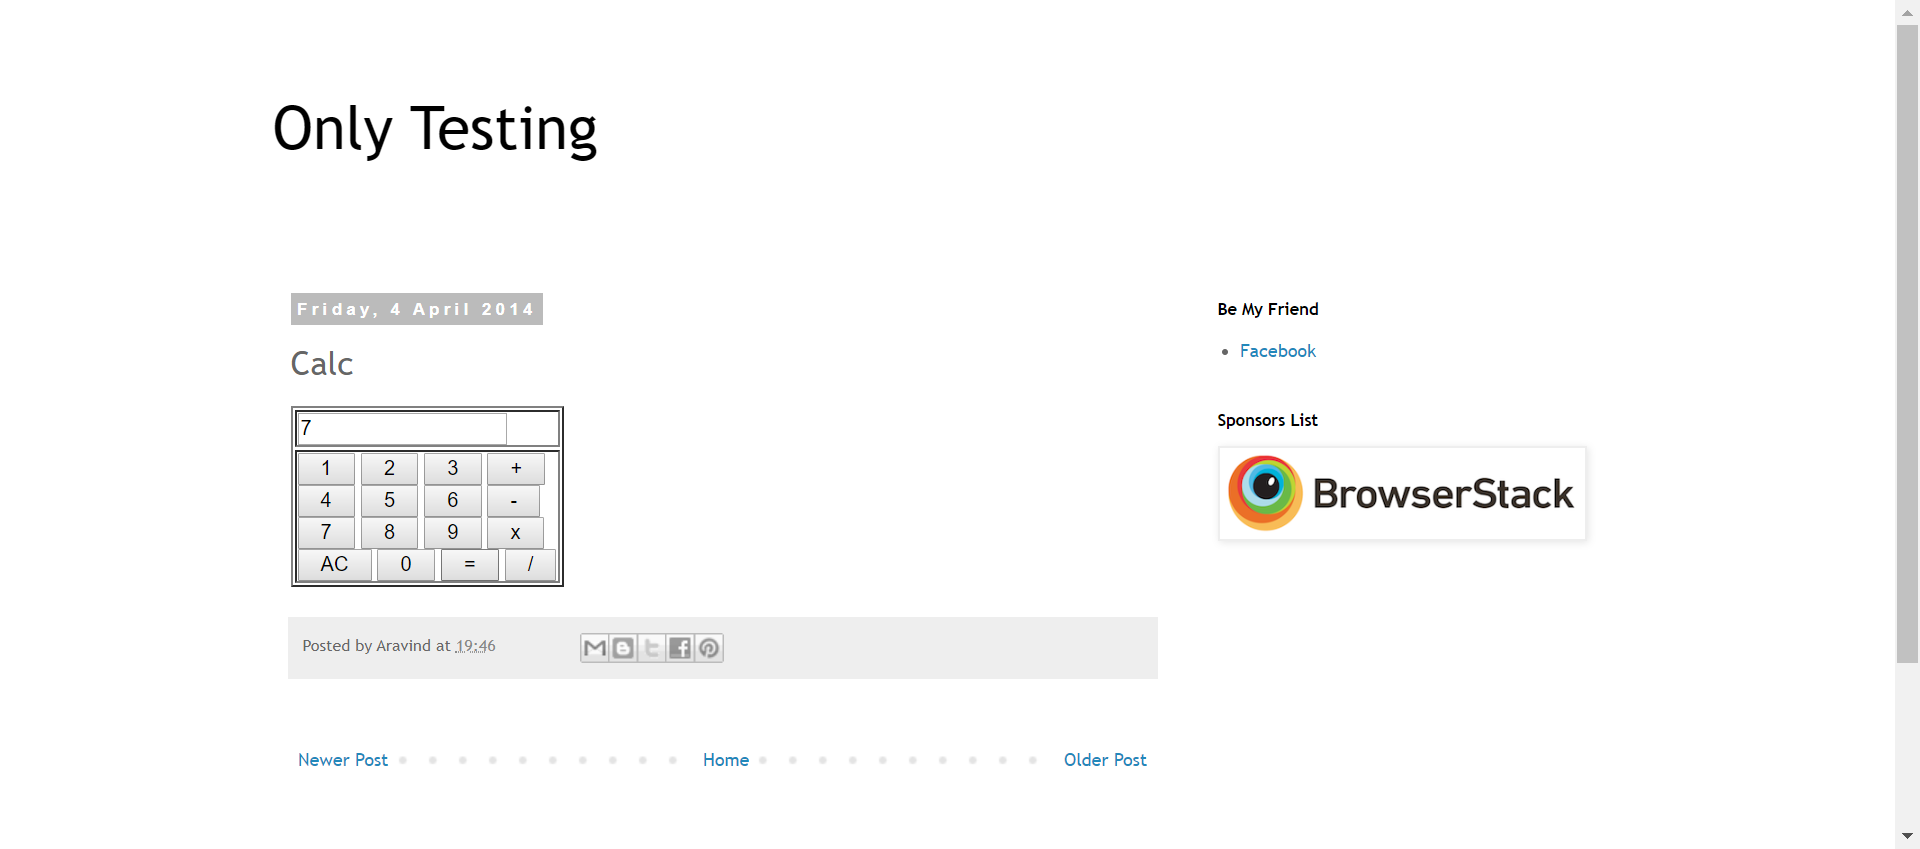 Only Testing
Friday, 4 April 2014
Calc
7
1 2 3 +
4 5 6 -
7 8 9 x
AC 0 = /
Posted by Aravind at 19:46
Newer Post Home Older Post
Be My Friend
Facebook
Sponsors List
BrowserStack